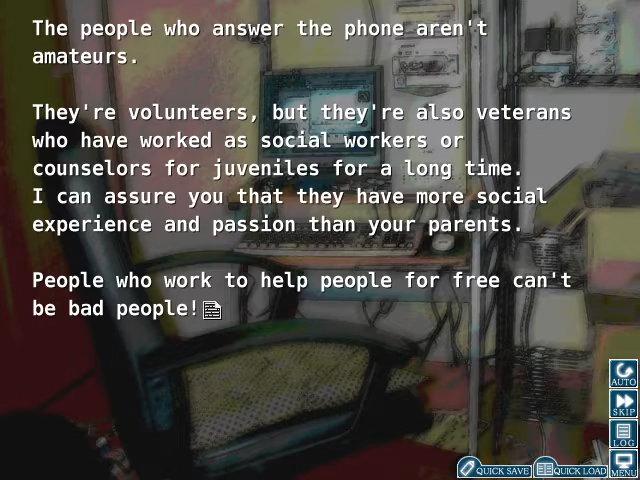 The people who answer the phone aren't
amateurs.
They're volunteers, but they're also veterans
who have worked as social workers or
counselors for juveniles for a long time.
I can assure you that they have more social
experience and passion than your parents.
People who work to help people for free can't
be bad people!
AUTO
SKIP
LOG
QUICK SAVE
QUICK LOAD
MENU